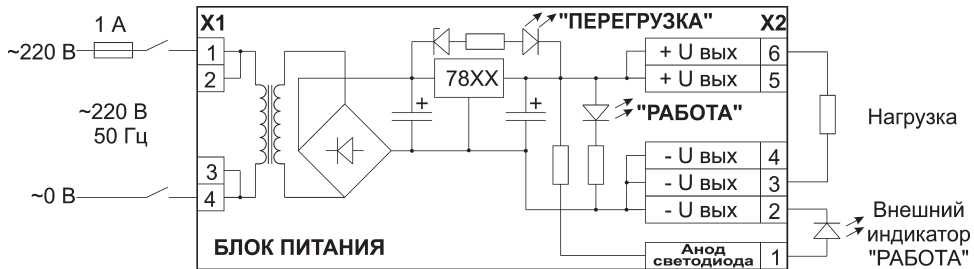 1 А
X1
"ПЕРЕГРУЗКА"
X2
~220 В
1
2
78XX
+
+
+ U вых
6
+ U вых
5
~220 В
50 Гц
"РАБОТА"
Нагрузка
- U вых
4
3
- U вых
3
~0 В
4
- U вых
2
Внешний
индикатор
"РАБОТА"
БЛОК ПИТАНИЯ
Анод
светодиода
1